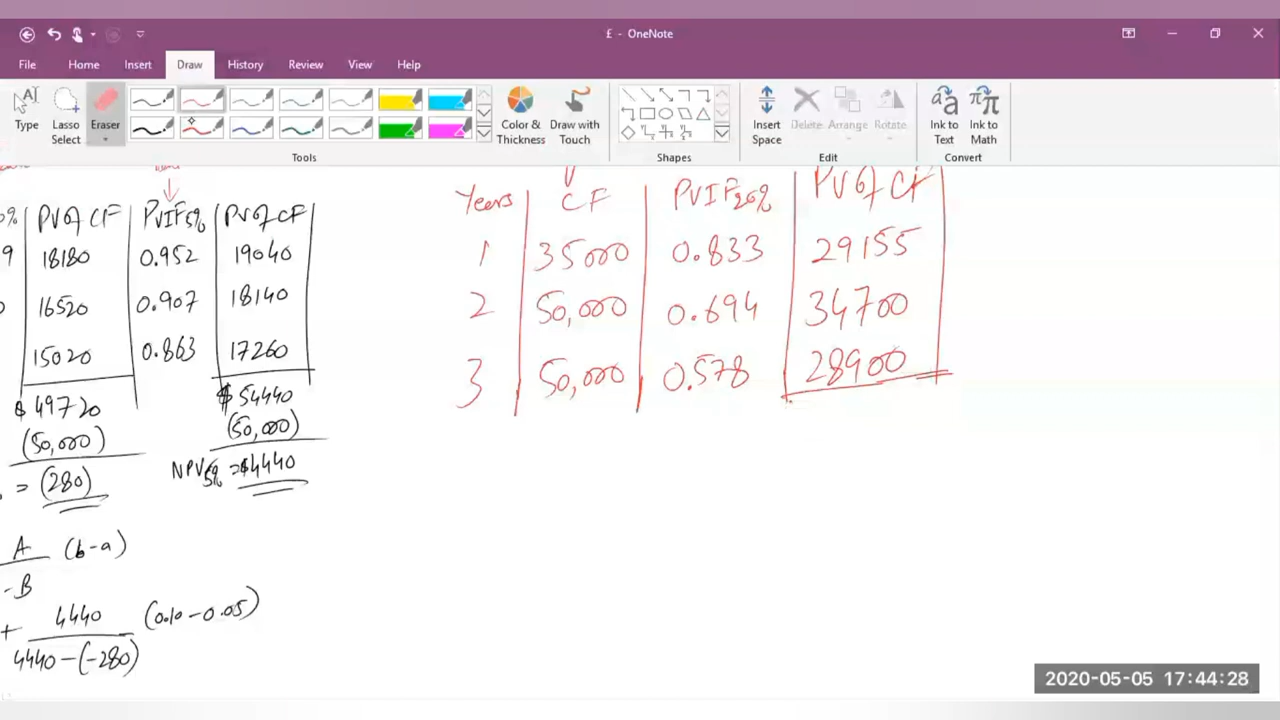 £ - OneNote
File Home Insert Draw History Review View Help
Type Lasso Select Eraser Color & Thickness Draw with Touch Insert Space Delete Arrange Rotate Ink to Text Ink to Math
Tools Shapes Edit Convert
0% PV of CF PVIF5% PV of CF
9 18180 0.952 19040
0 16520 0.907 18140
15020 0.863 17260
$49720 $54440
(50,000) (50,000)
= (280) NPV5% = $4440
A (b-a)
-B
+ 4440 (0.10-0.05)
4440-(-280)
Years CF PVIF20% PV of CF
1 35000 0.833 29155
2 50,000 0.694 34700
3 50,000 0.578 28900
2020-05-05 17:44:28